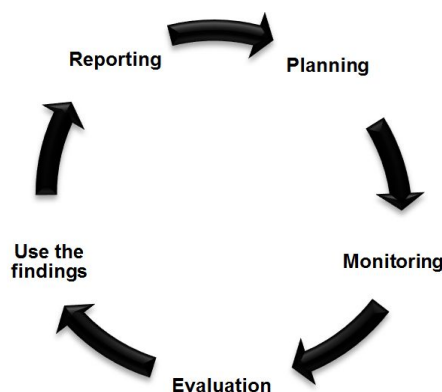 Reporting
Planning
Use the
findings
Monitoring
Evaluation